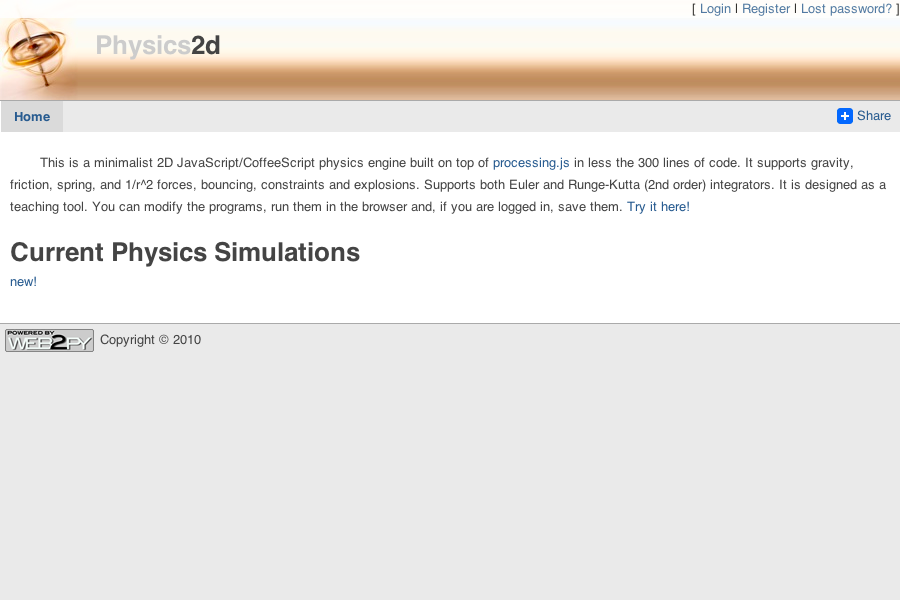 [ Login | Register | Lost password? ]
Physics2d
Home
Share
This is a minimalist 2D JavaScript/CoffeeScript physics engine built on top of processing.js in less the 300 lines of code. It supports gravity,
friction, spring, and 1/r^2 forces, bouncing, constraints and explosions. Supports both Euler and Runge-Kutta (2nd order) integrators. It is designed as a
teaching tool. You can modify the programs, run them in the browser and, if you are logged in, save them. Try it here!
Current Physics Simulations
new!
POWERED BY
WEB2PY
Copyright © 2010